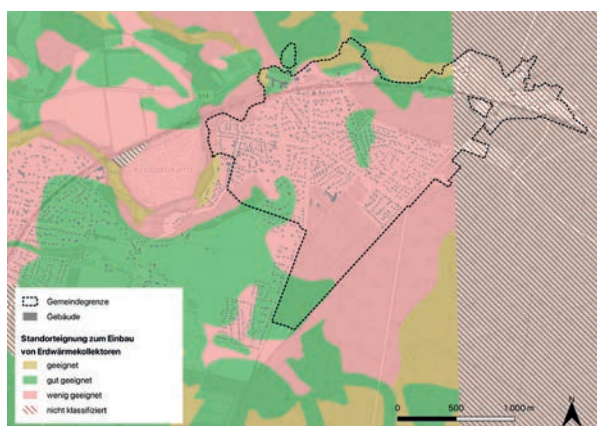 Gemeindegrenze
Gebäude
Standorteignung zum Einbau
von Erdwärmekollektoren
geeignet
gut geeignet
wenig geeignet
nicht klassifiziert
0 500 1.000 m
N